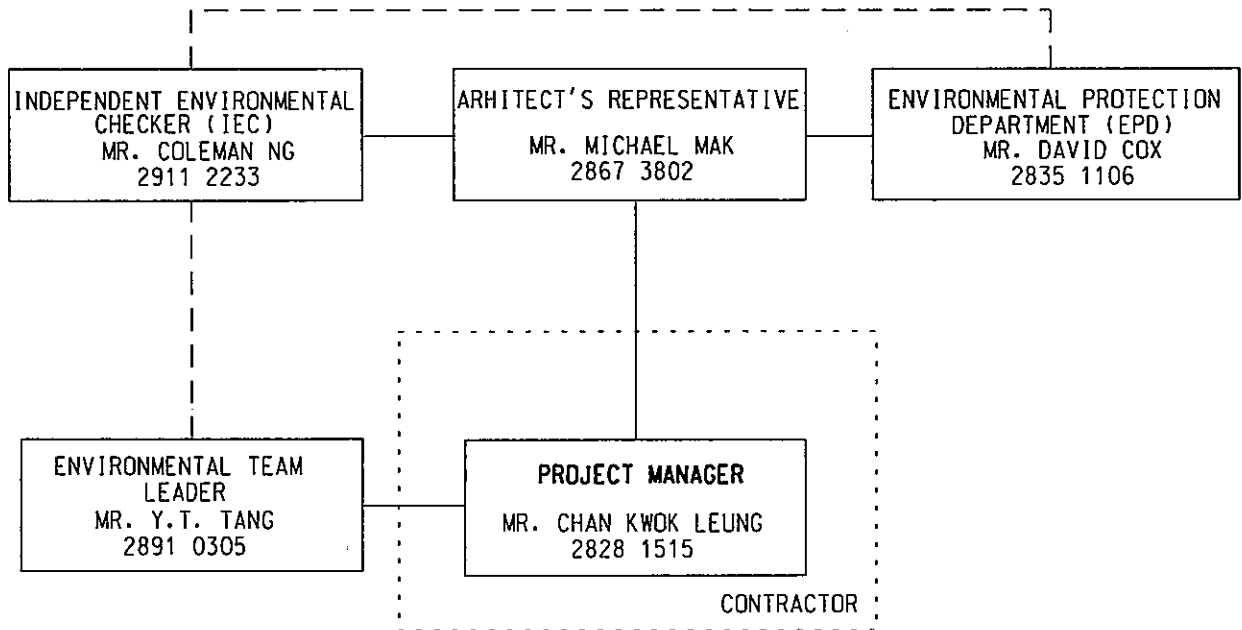 INDEPENDENT ENVIRONMENTAL
CHECKER (IEC)
MR. COLEMAN NG
2911 2233
ARHITECT'S REPRESENTATIVE
MR. MICHAEL MAK
2867 3802
ENVIRONMENTAL PROTECTION
DEPARTMENT (EPD)
MR. DAVID COX
2835 1106
ENVIRONMENTAL TEAM
LEADER
MR. Y.T. TANG
2891 0305
PROJECT MANAGER
MR. CHAN KWOK LEUNG
2828 1515
CONTRACTOR